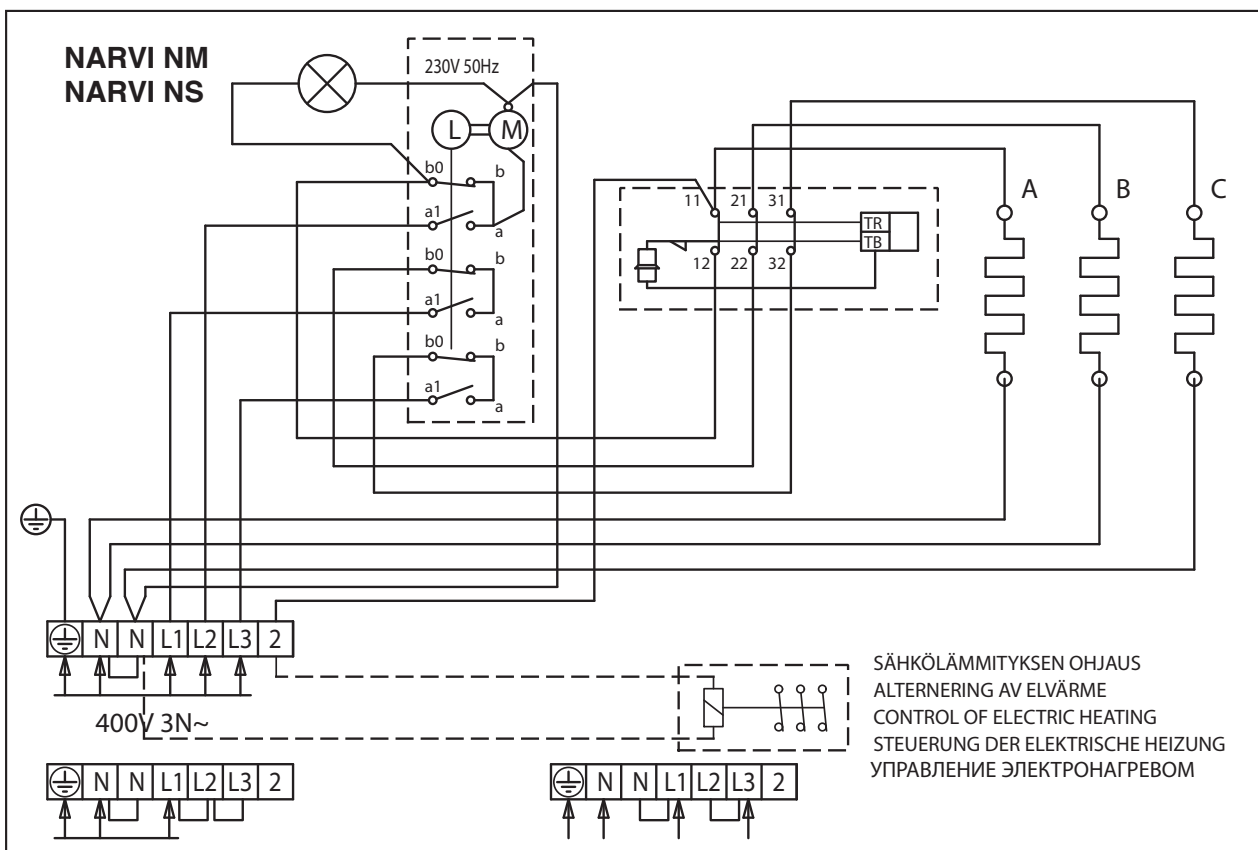 NARVI NM
NARVI NS
230V 50Hz
L M
b0 b
a1 a
b0 b
a1 a
b0 b
a1 a
11 21 31
TR
TB
12 22 32
A B C
N N L1 L2 L3 2
400V 3N~
SÄHKÖLÄMMITYKSEN OHJAUS
ALTERNERING AV ELVÄRME
CONTROL OF ELECTRIC HEATING
STEUERUNG DER ELEKTRISCHE HEIZUNG
УПРАВЛЕНИЕ ЭЛЕКТРОНАГРЕВОМ
N N L1 L2 L3 2
N N L1 L2 L3 2